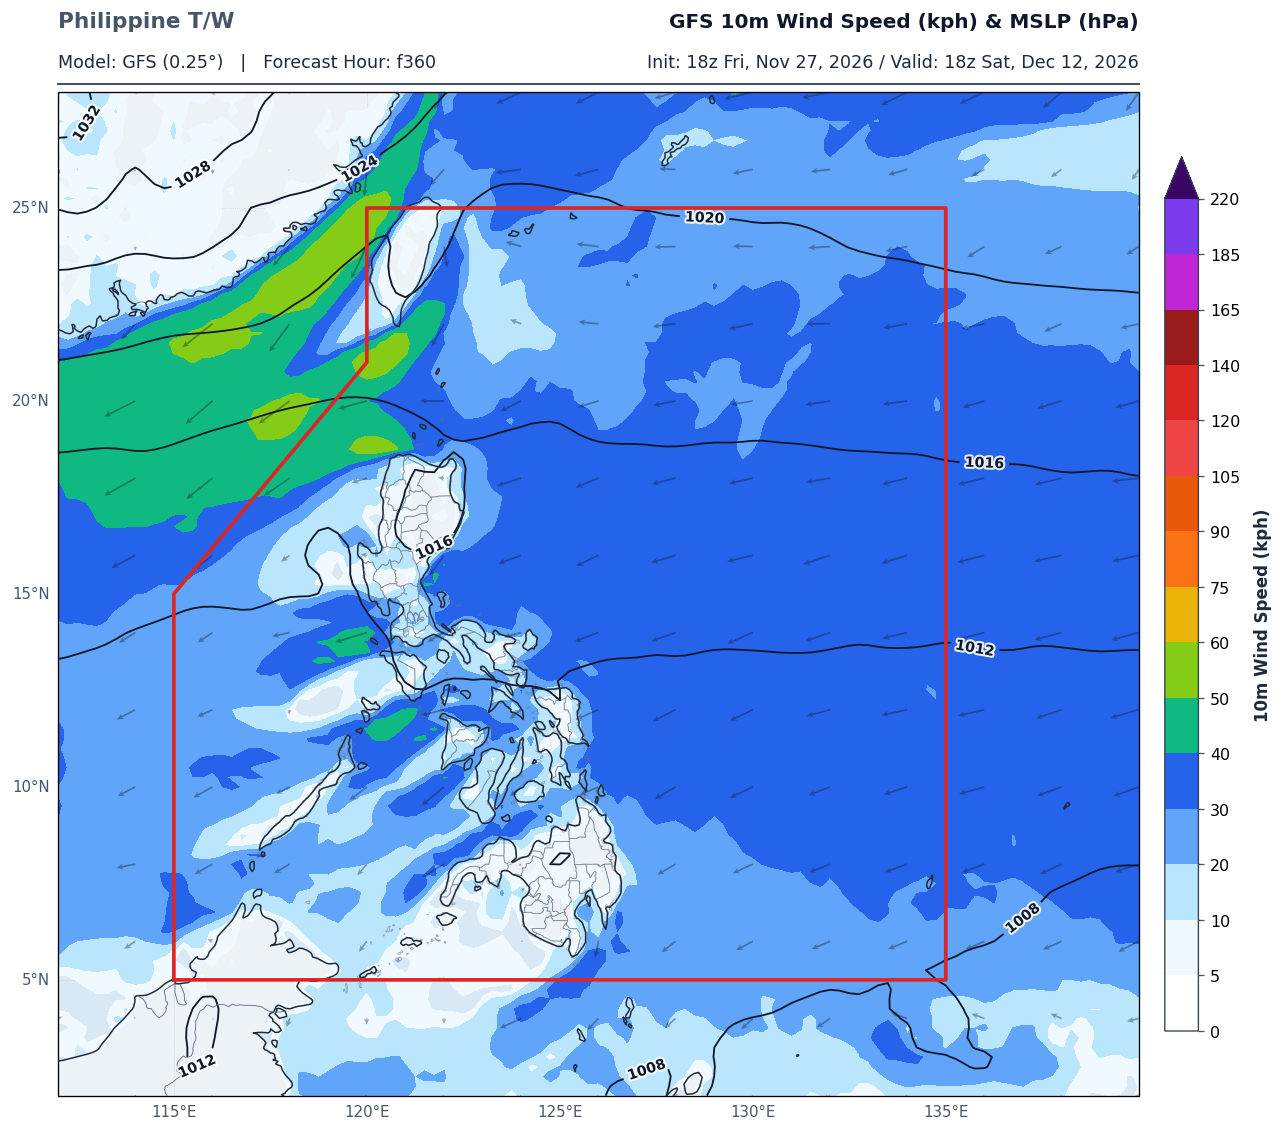 Philippine T/W
GFS 10m Wind Speed (kph) & MSLP (hPa)
Model: GFS (0.25°) | Forecast Hour: f360
Init: 18z Fri, Nov 27, 2026 / Valid: 18z Sat, Dec 12, 2026
1032
1028
1024
1020
1016
1016
1012
1008
1008
1012
25°N
20°N
15°N
10°N
5°N
115°E
120°E
125°E
130°E
135°E
220
185
165
140
120
105
90
75
60
50
40
30
20
10
5
0
10m Wind Speed (kph)